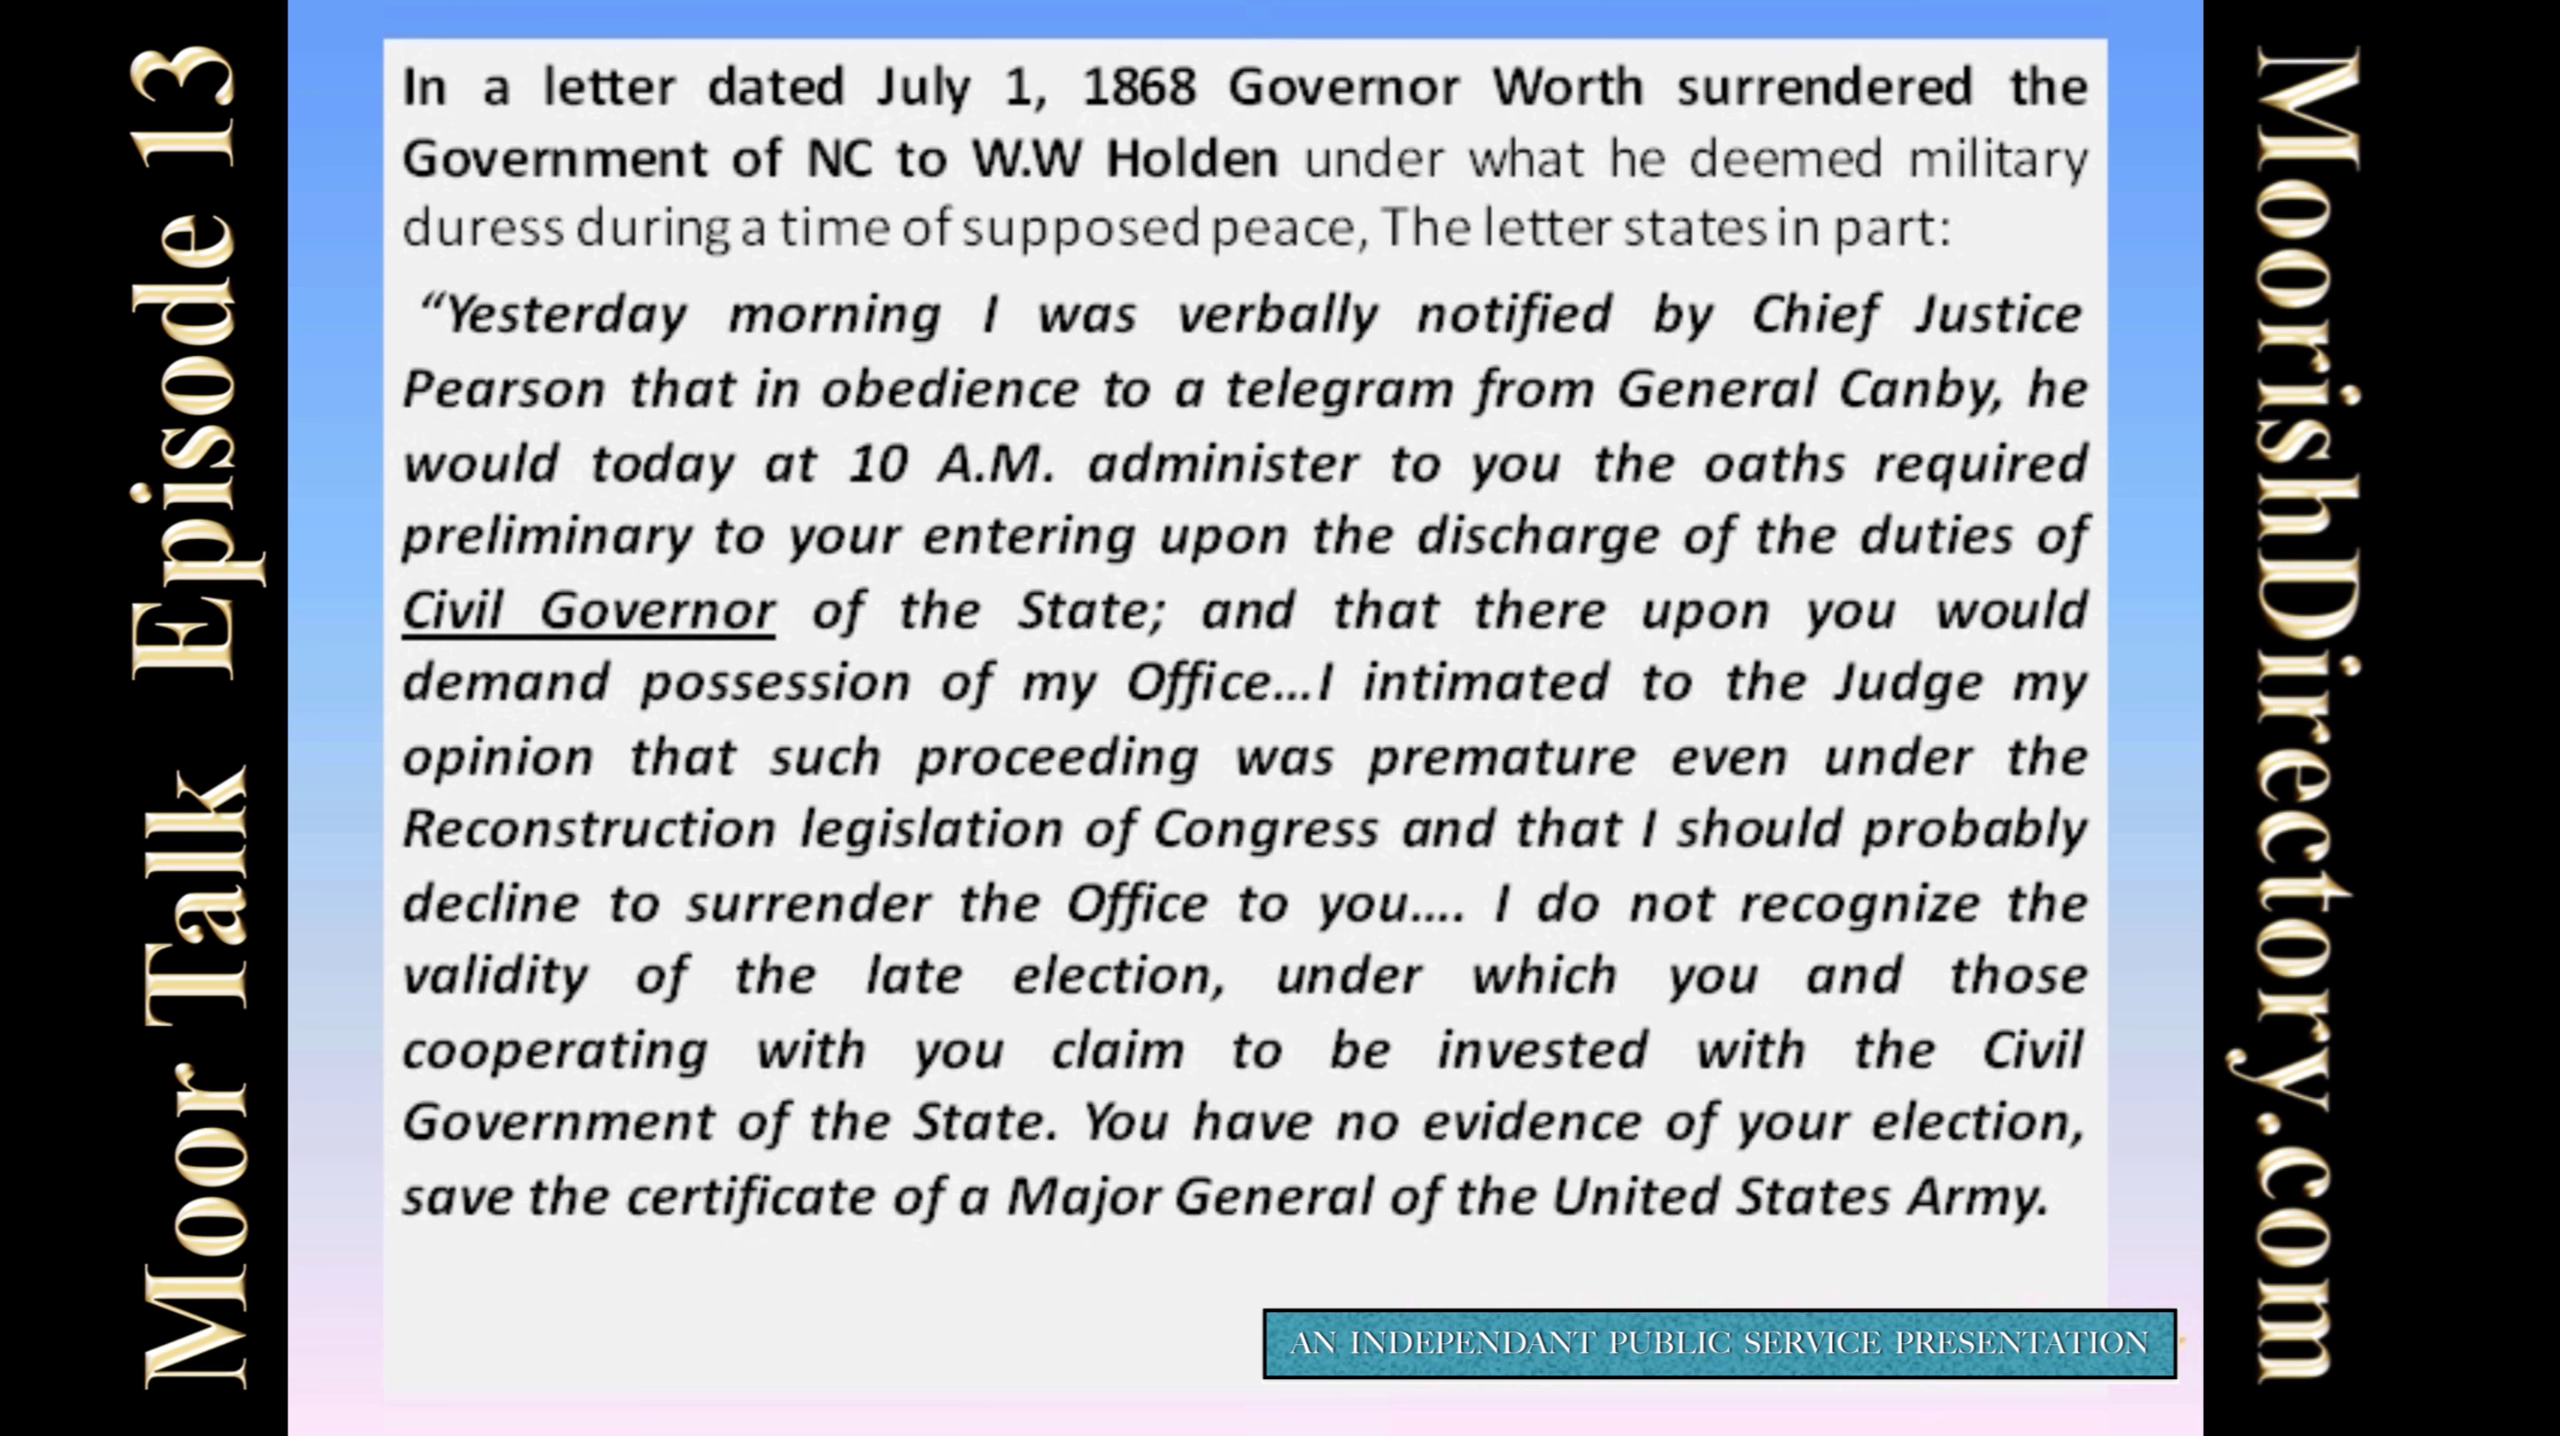 Moor Talk Episode 13
In a letter dated July 1, 1868 Governor Worth surrendered the
Government of NC to W.W Holden under what he deemed military
duress during a time of supposed peace, The letter states in part:
“Yesterday morning I was verbally notified by Chief Justice
Pearson that in obedience to a telegram from General Canby, he
would today at 10 A.M. administer to you the oaths required
preliminary to your entering upon the discharge of the duties of
Civil Governor of the State; and that there upon you would
demand possession of my Office...I intimated to the Judge my
opinion that such proceeding was premature even under the
Reconstruction legislation of Congress and that I should probably
decline to surrender the Office to you.... I do not recognize the
validity of the late election, under which you and those
cooperating with you claim to be invested with the Civil
Government of the State. You have no evidence of your election,
save the certificate of a Major General of the United States Army.
AN INDEPENDANT PUBLIC SERVICE PRESENTATION
MoorishDirectory.com